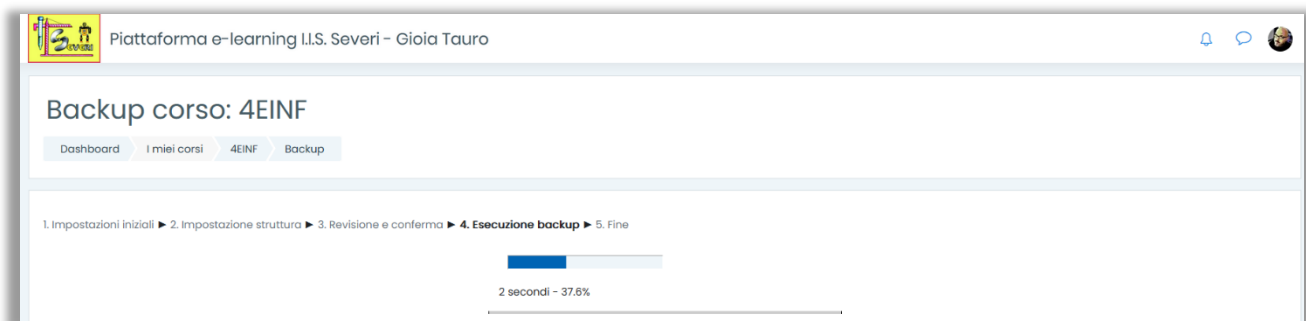 Severi
Piattaforma e-learning I.I.S. Severi - Gioia Tauro
Backup corso: 4EINF
Dashboard I miei corsi 4EINF Backup
1. Impostazioni iniziali ► 2. Impostazione struttura ► 3. Revisione e conferma ► 4. Esecuzione backup ► 5. Fine
2 secondi - 37.6%